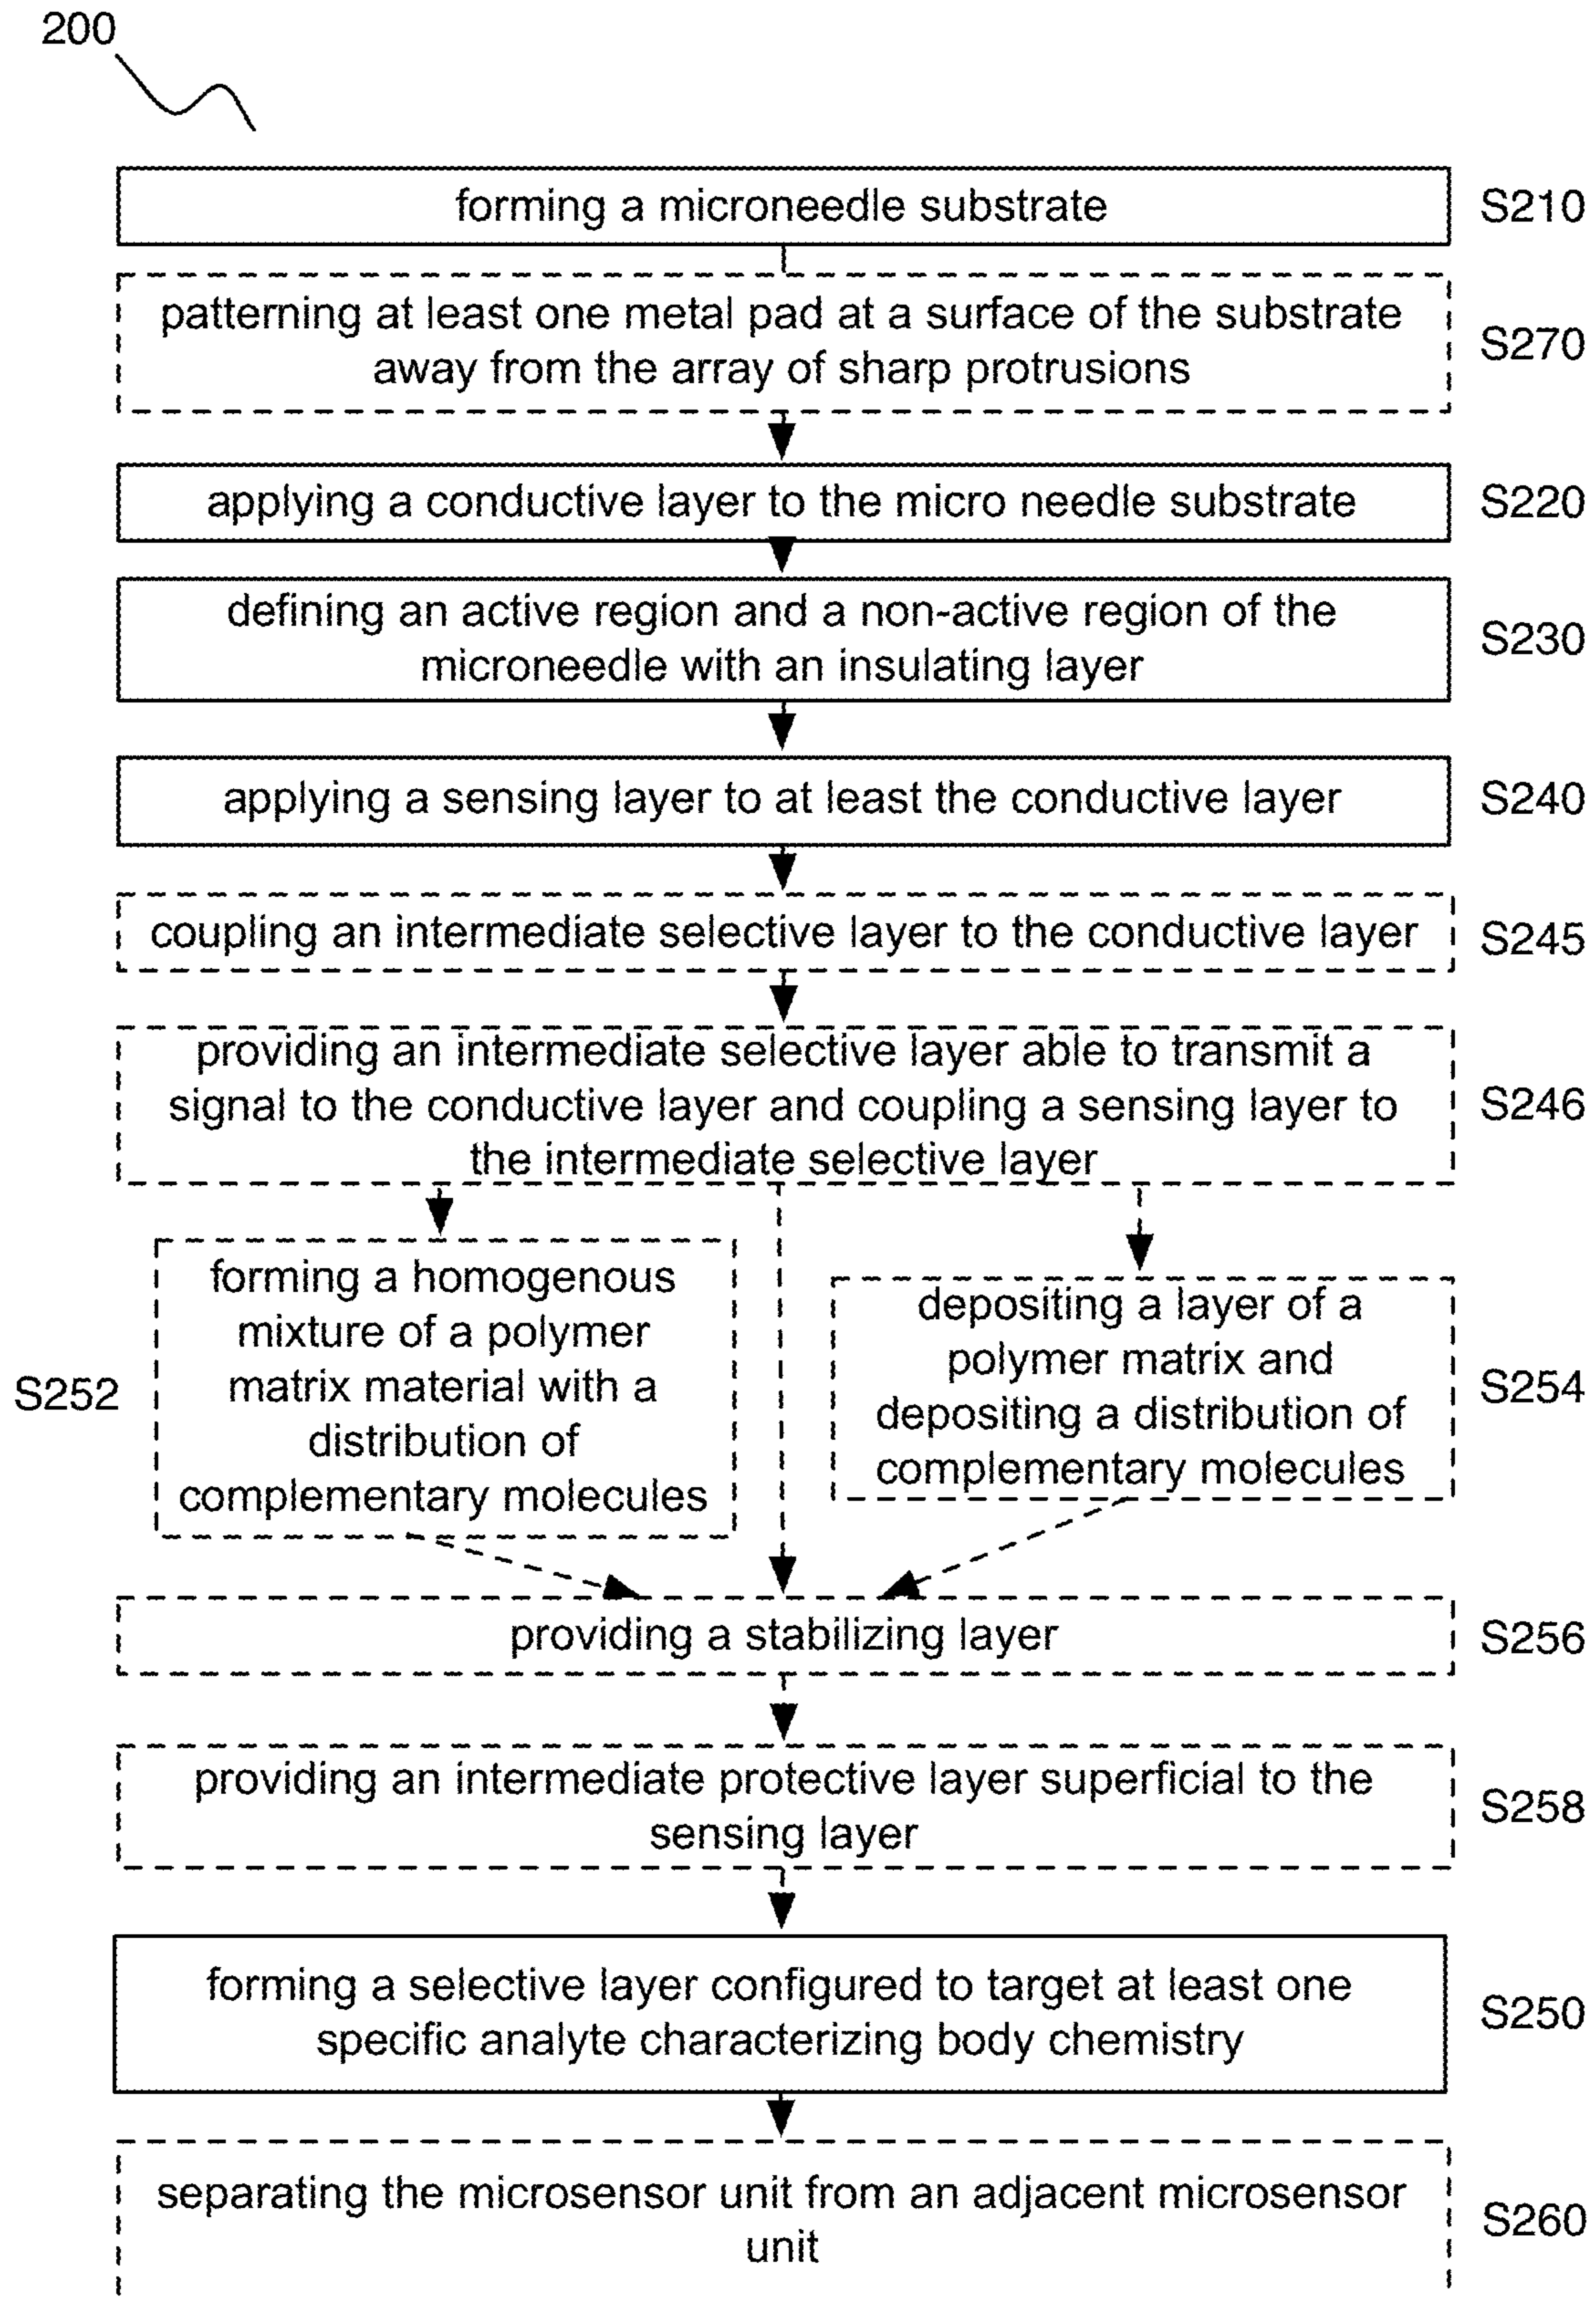 200
forming a microneedle substrate
S210
patterning at least one metal pad at a surface of the substrate
away from the array of sharp protrusions
S270
applying a conductive layer to the micro needle substrate
S220
defining an active region and a non-active region of the
microneedle with an insulating layer
S230
applying a sensing layer to at least the conductive layer
S240
coupling an intermediate selective layer to the conductive layer
S245
providing an intermediate selective layer able to transmit a
signal to the conductive layer and coupling a sensing layer to
the intermediate selective layer
S246
S252
forming a homogenous
mixture of a polymer
matrix material with a
distribution of
complementary molecules
depositing a layer of a
polymer matrix and
depositing a distribution of
complementary molecules
S254
providing a stabilizing layer
S256
providing an intermediate protective layer superficial to the
sensing layer
S258
forming a selective layer configured to target at least one
specific analyte characterizing body chemistry
S250
separating the microsensor unit from an adjacent microsensor
unit
S260